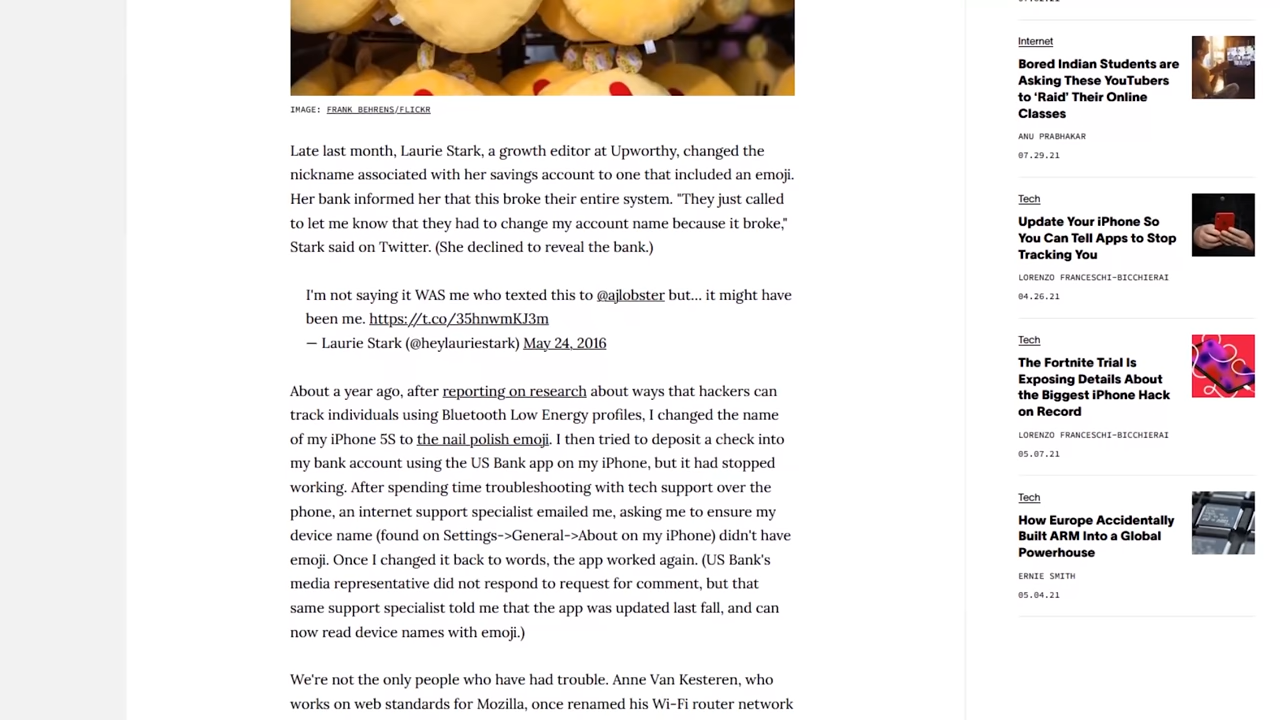 IMAGE: FRANK BEHRENS/FLICKR
Late last month, Laurie Stark, a growth editor at Upworthy, changed the
nickname associated with her savings account to one that included an emoji.
Her bank informed her that this broke their entire system. "They just called
to let me know that they had to change my account name because it broke,"
Stark said on Twitter. (She declined to reveal the bank.)
I'm not saying it WAS me who texted this to @ajlobster but... it might have
been me. https://t.co/35hnwmKJ3m
— Laurie Stark (@heylauriestark) May 24, 2016
About a year ago, after reporting on research about ways that hackers can
track individuals using Bluetooth Low Energy profiles, I changed the name
of my iPhone 5S to the nail polish emoji. I then tried to deposit a check into
my bank account using the US Bank app on my iPhone, but it had stopped
working. After spending time troubleshooting with tech support over the
phone, an internet support specialist emailed me, asking me to ensure my
device name (found on Settings->General->About on my iPhone) didn't have
emoji. Once I changed it back to words, the app worked again. (US Bank's
media representative did not respond to request for comment, but that
same support specialist told me that the app was updated last fall, and can
now read device names with emoji.)
We're not the only people who have had trouble. Anne Van Kesteren, who
works on web standards for Mozilla, once renamed his Wi-Fi router network
Internet
Bored Indian Students are
Asking These YouTubers
to ‘Raid’ Their Online
Classes
ANU PRABHAKAR
07.29.21
Tech
Update Your iPhone So
You Can Tell Apps to Stop
Tracking You
LORENZO FRANCESCHI-BICCHIERAI
04.26.21
Tech
The Fortnite Trial Is
Exposing Details About
the Biggest iPhone Hack
on Record
LORENZO FRANCESCHI-BICCHIERAI
05.07.21
Tech
How Europe Accidentally
Built ARM Into a Global
Powerhouse
ERNIE SMITH
05.04.21